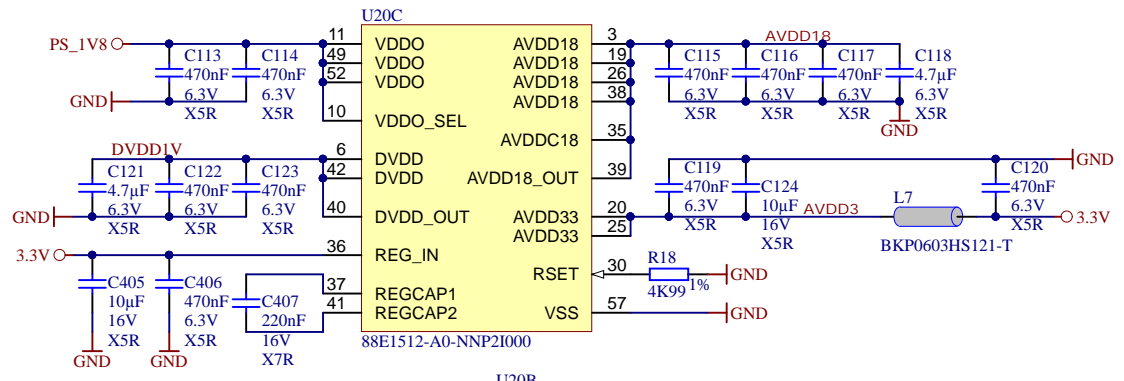 U20C
PS_1V8
11
VDDO
AVDD18
3
AVDD18
49
VDDO
AVDD18
19
52
VDDO
AVDD18
26
AVDD18
38
10
VDDO_SEL
AVDDC18
35
6
DVDD
42
DVDD
AVDD18_OUT
39
40
DVDD_OUT
AVDD33
20
AVDD33
25
36
REG_IN
RSET
30
37
REGCAP1
41
REGCAP2
VSS
57
88E1512-A0-NNP2I000
C113
470nF
6.3V
X5R
C114
470nF
6.3V
X7R
GND
C115
470nF
6.3V
X5R
C116
470nF
6.3V
X5R
C117
470nF
6.3V
X5R
C118
4.7µF
6.3V
X5R
GND
DVDD1V
C121
4.7µF
6.3V
X5R
C122
470nF
6.3V
X5R
C123
470nF
6.3V
X5R
GND
C119
470nF
6.3V
X5R
C124
10µF
16V
X5R
AVDD3
L7
BKP0603HS121-T
C120
470nF
6.3V
X5R
GND
3.3V
3.3V
C405
10µF
16V
X5R
GND
C406
470nF
6.3V
X5R
GND
C407
220nF
16V
X7R
R18
4K99
1%
GND
GND
U20B